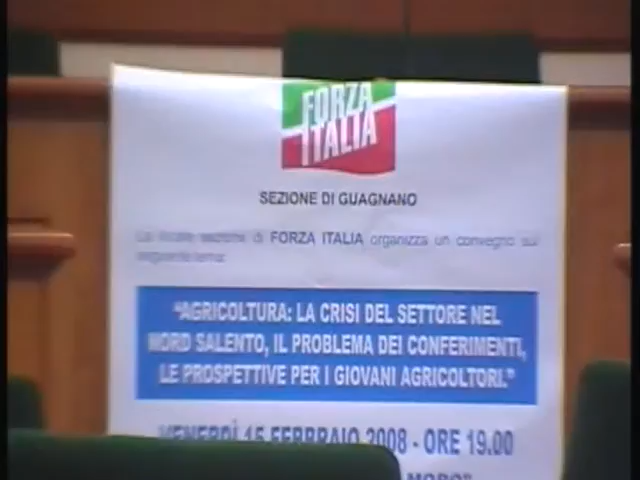 FORZA
ITALIA
SEZIONE DI GUAGNANO
La locale sezione di FORZA ITALIA organizza un convegno sul
seguente tema:
"AGRICOLTURA: LA CRISI DEL SETTORE NEL
NORD SALENTO, IL PROBLEMA DEI CONFERIMENTI,
LE PROSPETTIVE PER I GIOVANI AGRICOLTORI."
VENERDÌ 15 FEBBRAIO 2008 - ORE 19.00